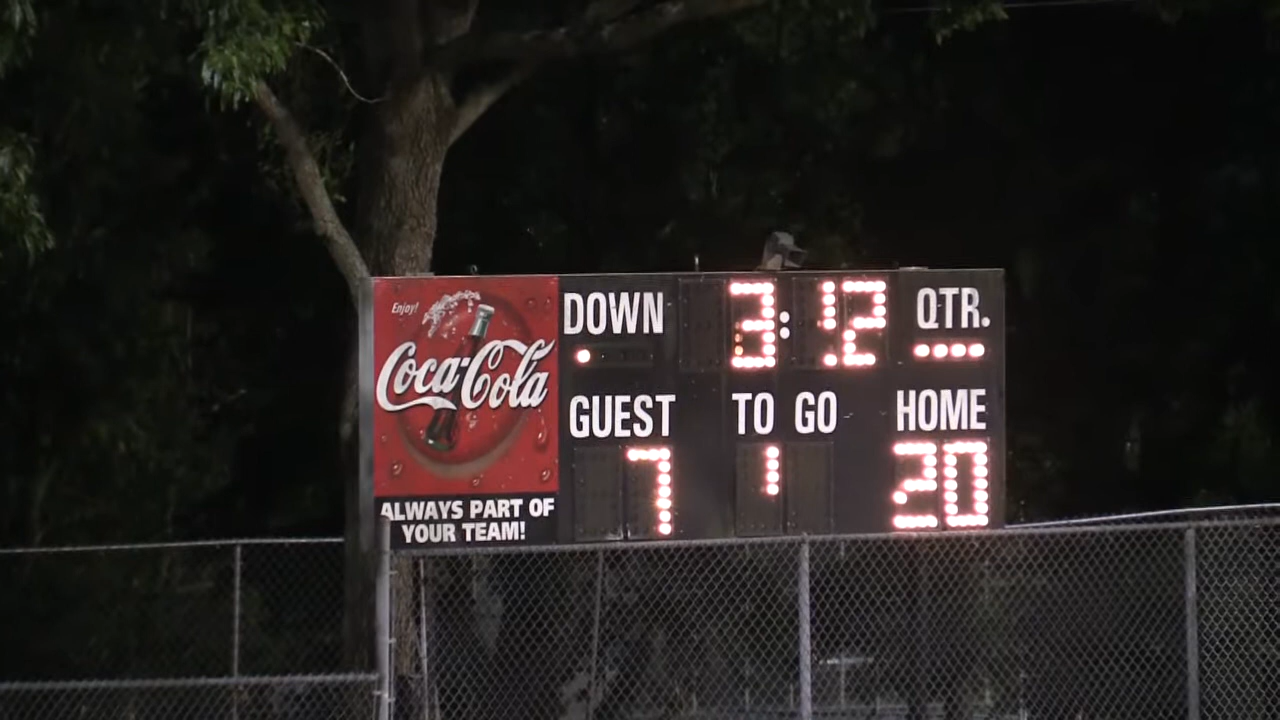 Enjoy!
Coca-Cola
ALWAYS PART OF
YOUR TEAM!
DOWN
3:12
QTR.
GUEST
TO GO
HOME
7
1
20